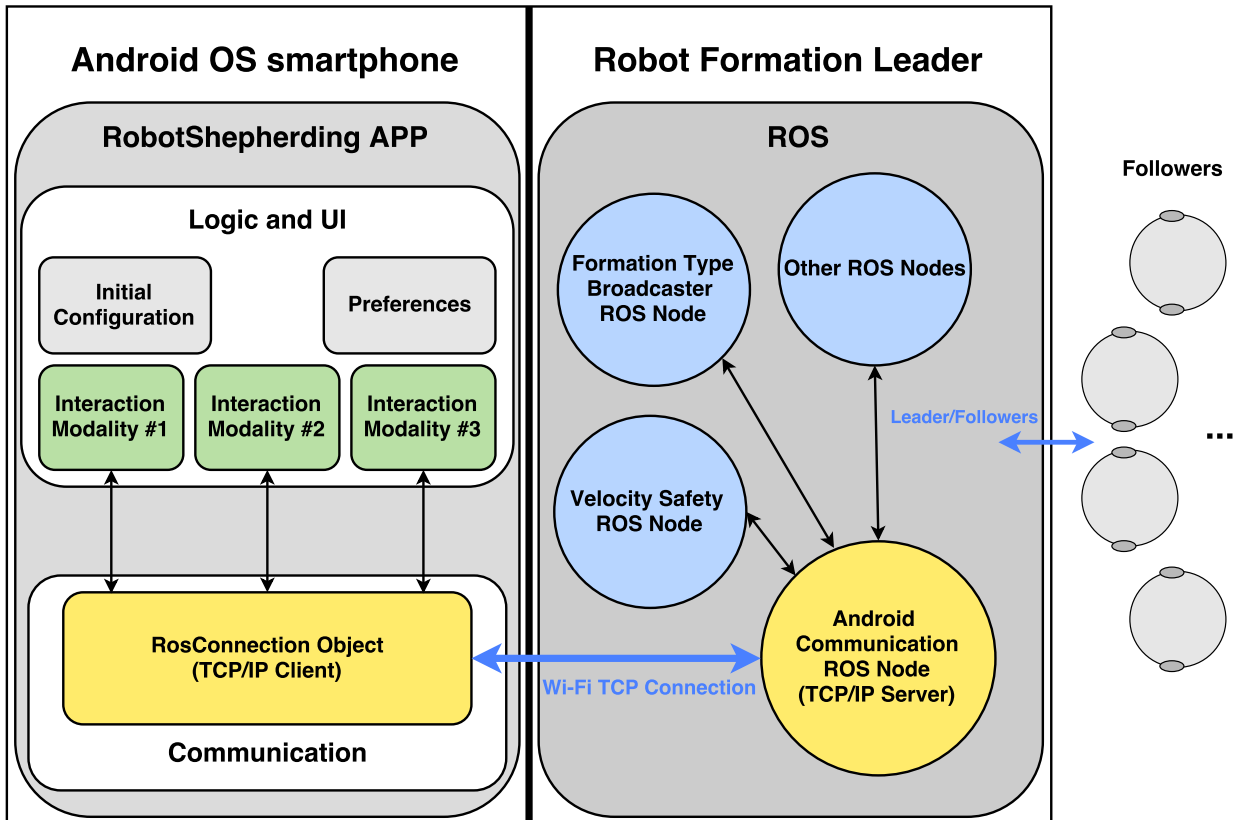 Android OS smartphone
RobotShepherding APP
Logic and UI
Initial
Configuration
Preferences
Interaction
Modality #1
Interaction
Modality #2
Interaction
Modality #3
RosConnection Object
(TCP/IP Client)
Communication
Wi-Fi TCP Connection
Robot Formation Leader
ROS
Formation Type
Broadcaster
ROS Node
Other ROS Nodes
Velocity Safety
ROS Node
Android
Communication
ROS Node
(TCP/IP Server)
Leader/Followers
Followers
...